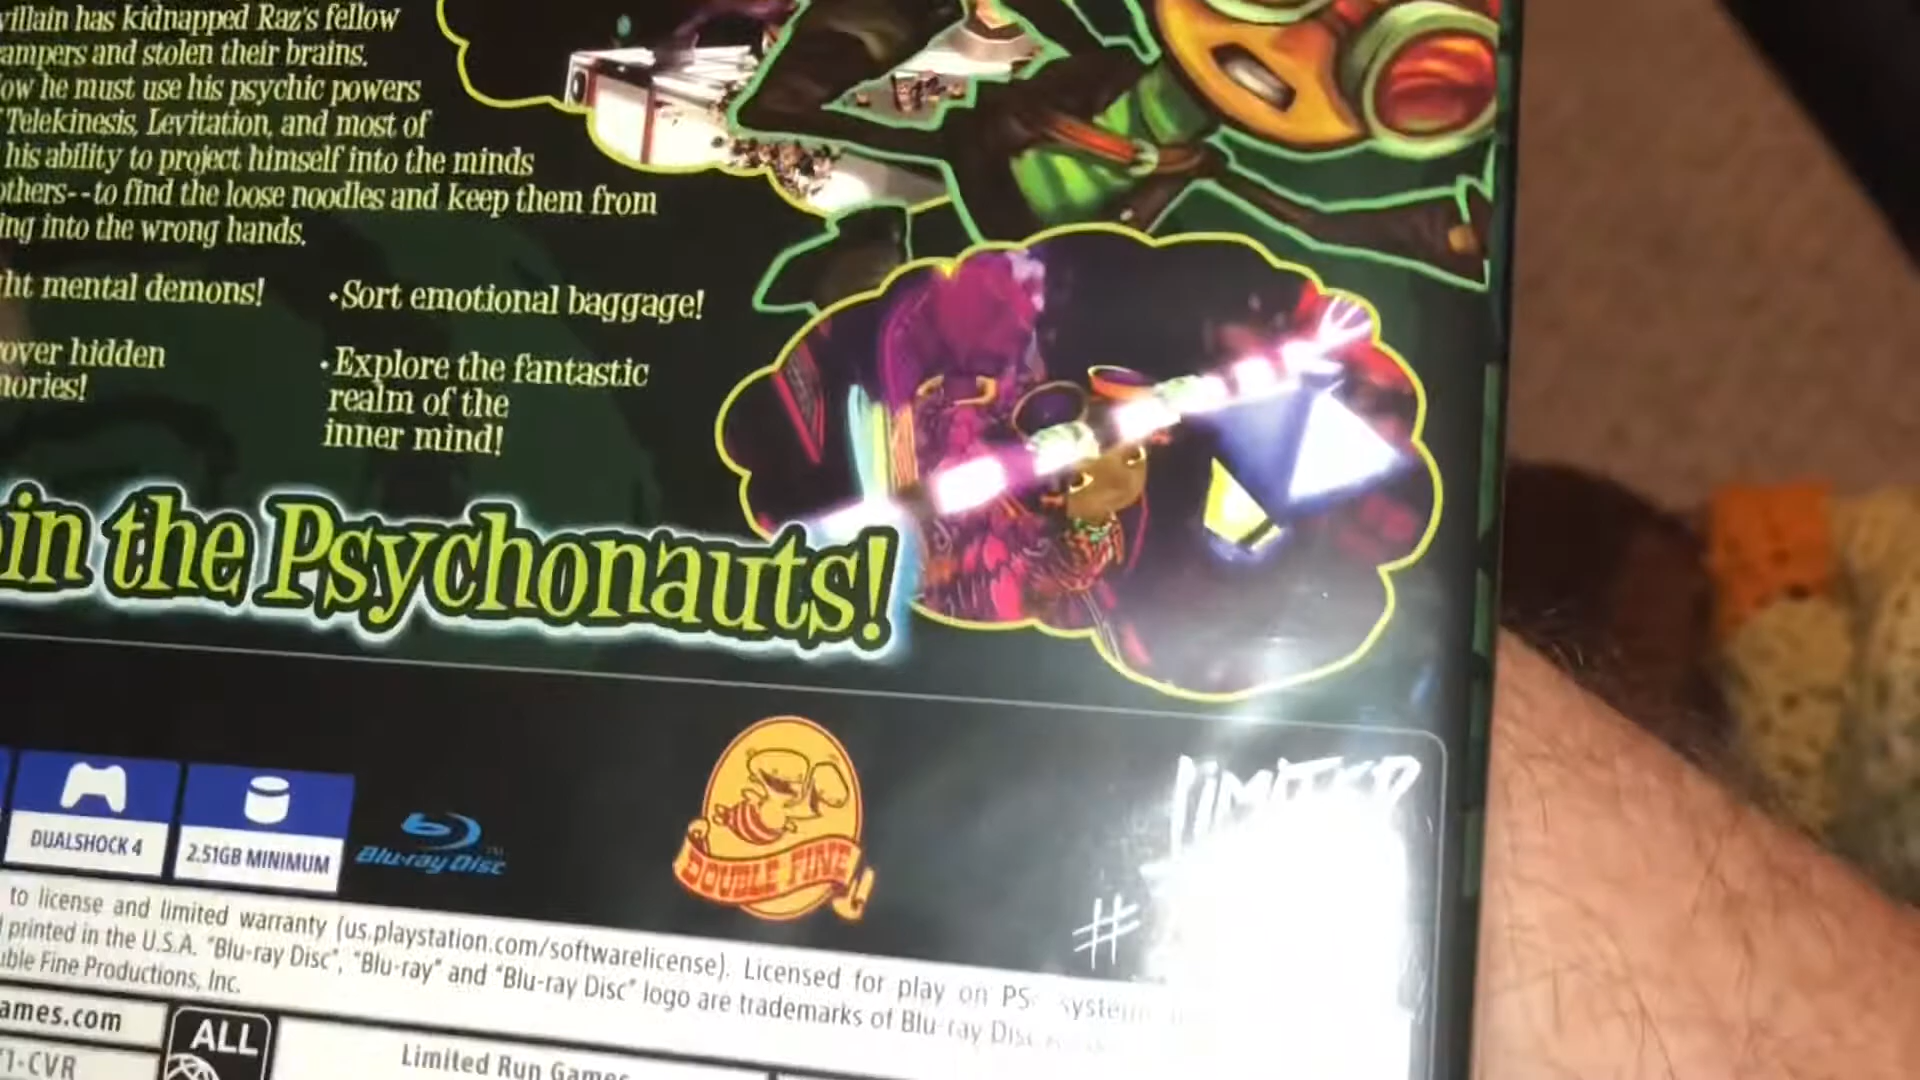 villain has kidnapped Raz's fellow
ampers and stolen their brains.
ow he must use his psychic powers
Telekinesis, Levitation, and most of
his ability to project himself into the minds
others--to find the loose noodles and keep them from
ing into the wrong hands.
ht mental demons!
•Sort emotional baggage!
over hidden
mories!
•Explore the fantastic
realm of the
inner mind!
in the Psychonauts!
DUALSHOCK 4
2.51GB MINIMUM
Blu-ray Disc
DOUBLE FINE
LIMITED
#
to license and limited warranty (us.playstation.com/softwarelicense). Licensed for play on PS
printed in the U.S.A. "Blu-ray Disc", "Blu-ray" and "Blu-ray Disc" logo are trademarks of Blu-ray Disc
uble Fine Productions, Inc.
ames.com
ALL
1-CVR
Limited Run Games